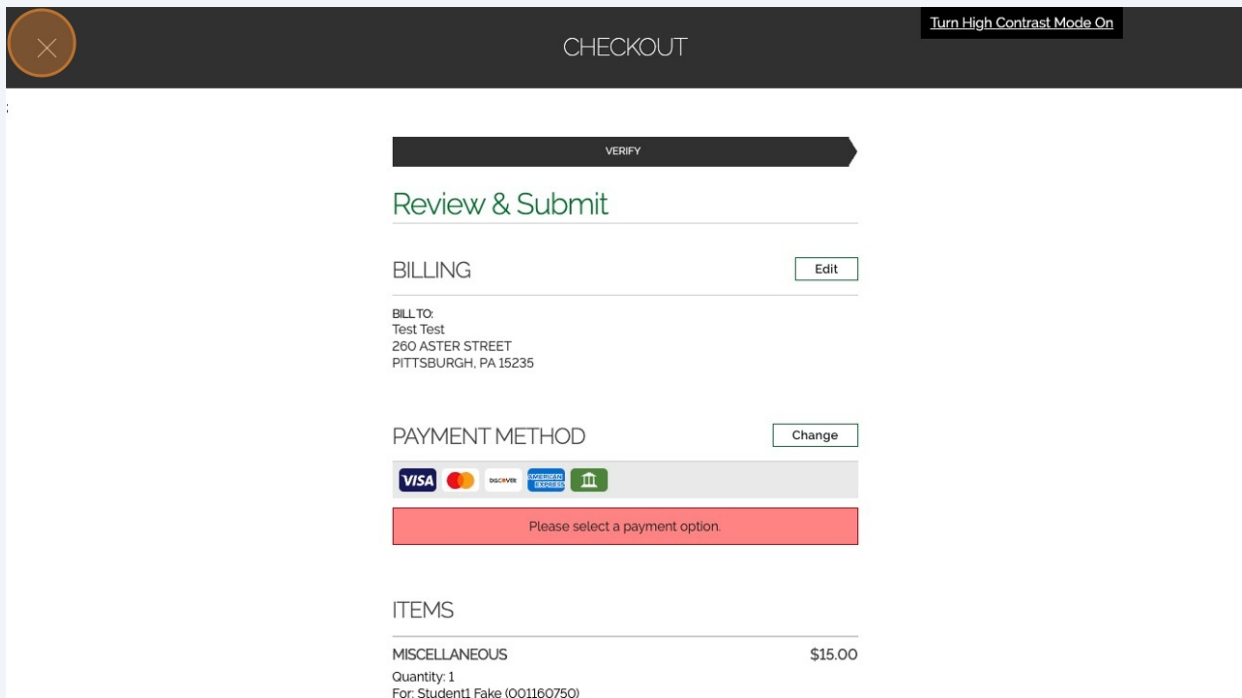 Turn High Contrast Mode On
CHECKOUT
;
VERIFY
Review & Submit
BILLING
Edit
BILL TO:
Test Test
260 ASTER STREET
PITTSBURGH, PA 15235
PAYMENT METHOD
Change
VISA DISCOVER AMERICAN EXPRESS
Please select a payment option.
ITEMS
MISCELLANEOUS $15.00
Quantity: 1
For: Student1 Fake (001160750)